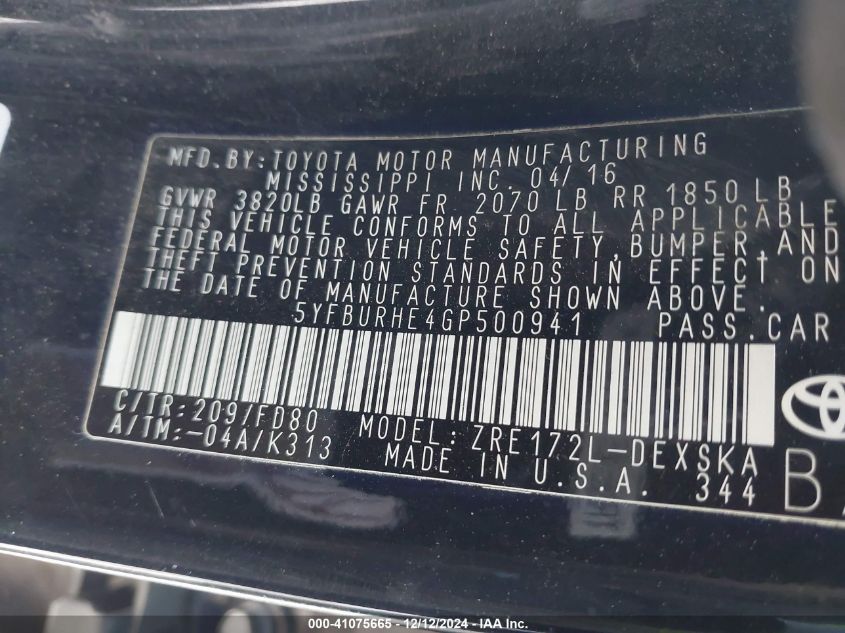 MFD. BY: TOYOTA MOTOR MANUFACTURING
MISSISSIPPI INC. 04/16
GVWR 3820LB GAWR FR 2070 LB RR 1850 LB
THIS VEHICLE CONFORMS TO ALL APPLICABLE
FEDERAL MOTOR VEHICLE SAFETY, BUMPER, AND
THEFT PREVENTION STANDARDS IN EFFECT ON
THE DATE OF MANUFACTURE SHOWN ABOVE.
5YFBURHE4GP500941 PASS. CAR
C/TR: 209/FD80 MODEL: ZRE172L-DEXSKA
A/TM: -04A/K313 MADE IN U.S.A. 344 B
000-41075665 - 12/12/2024 - IAA Inc.